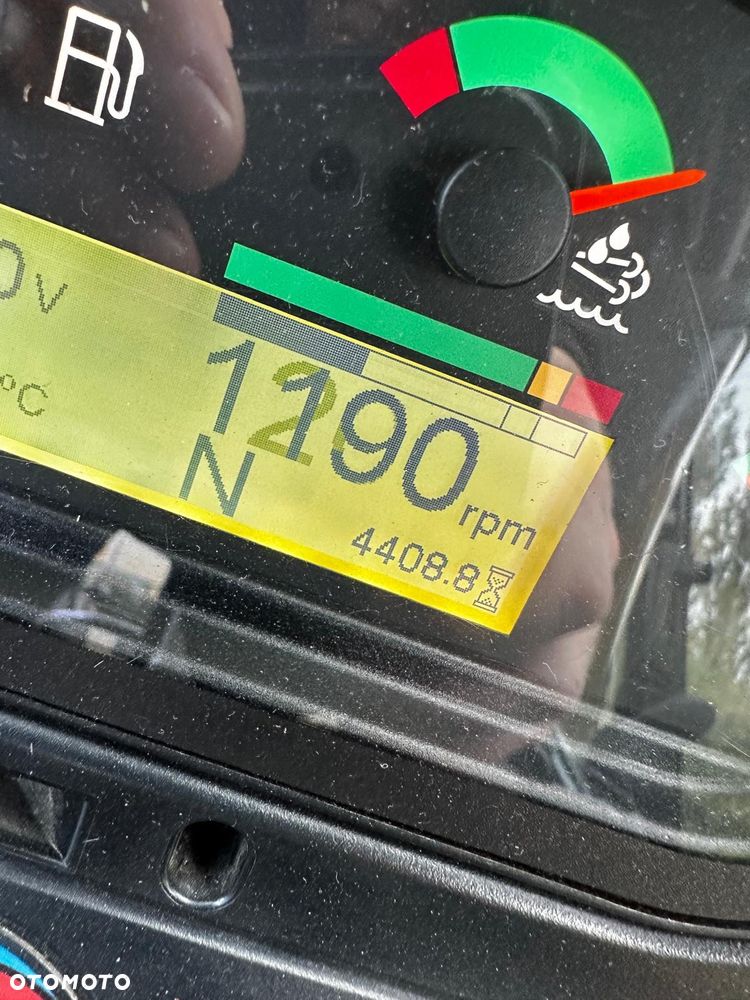 0V
°C
1190 rpm
N
4408.8
OTOMOTO